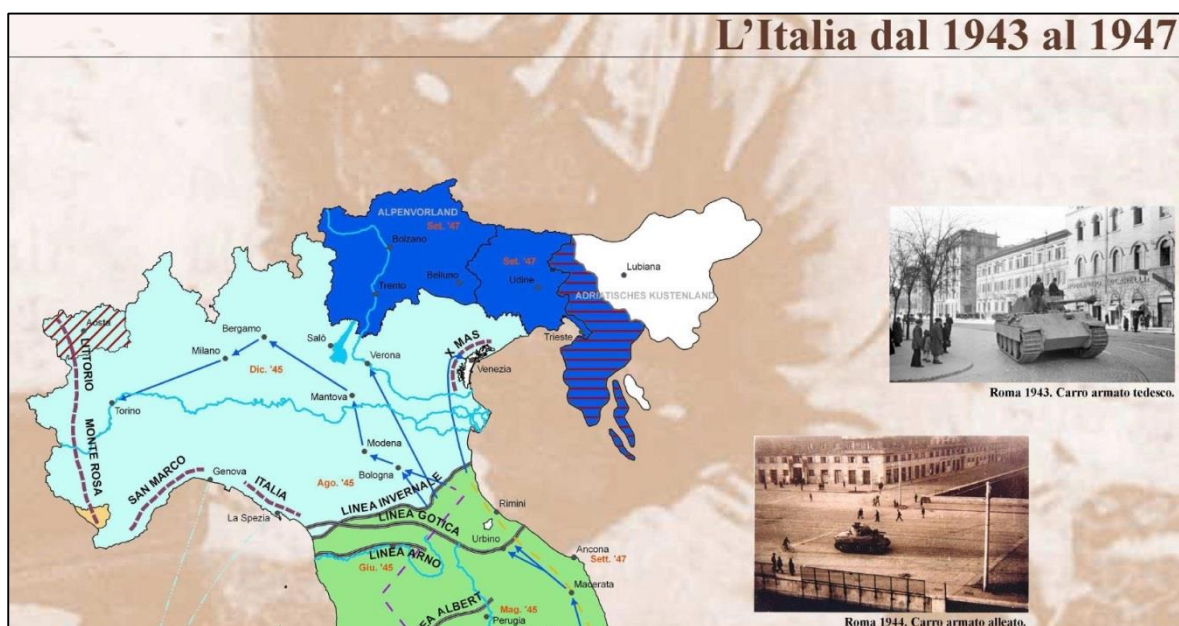 L'Italia dal 1943 al 1947
ALPENVORLAND
Set. '47
Bolzano
Belluno
Set. '47
Udine
Lubiana
Trento
ADRIATISCHES KUSTENLAND
Aosta
Bergamo
Salò
Trieste
Milano
Verona
X MAS
Venezia
Dic. '45
LITTORIO
Mantova
Torino
MONTE ROSA
Modena
Bologna
SAN MARCO
Genova
ITALIA
Ago. '45
LINEA INVERNALE
La Spezia
LINEA GOTICA
Rimini
Urbino
LINEA ARNO
Giu. '45
Ancona
Sett. '47
Macerata
Mag. '45
ALBERT
Perugia
Roma 1943. Carro armato tedesco.
Roma 1944. Carro armato alleato.